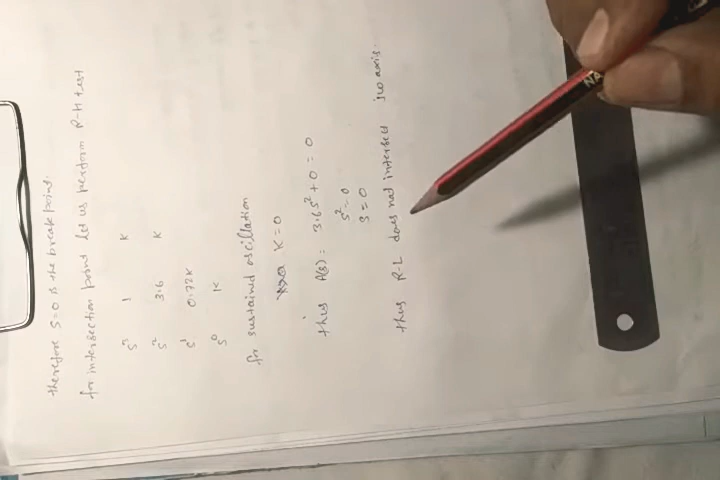 therefore s=0 is the break point.
for intersection point let us perform R-H test
s² 1 K
s² 3.6 K
s¹ 0.72K
s⁰ K
for sustained oscillation
K=0
thus A(s) = 3.6s²+0=0
s²=0
s=0
thus R-L does not intersect jω axis.
NA